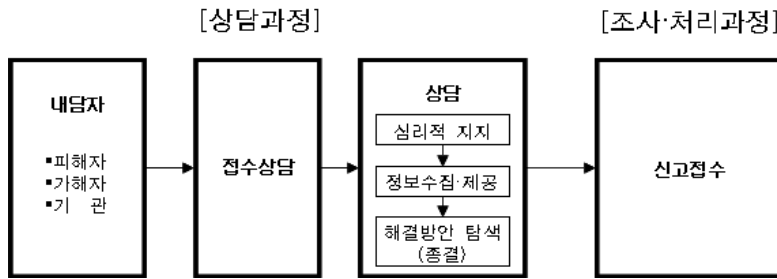 [상담과정]
[조사·처리과정]
내담자
▪피해자
▪가해자
▪기 관
접수상담
상담
심리적 지지
정보수집·제공
해결방안 탐색
(종결)
신고접수